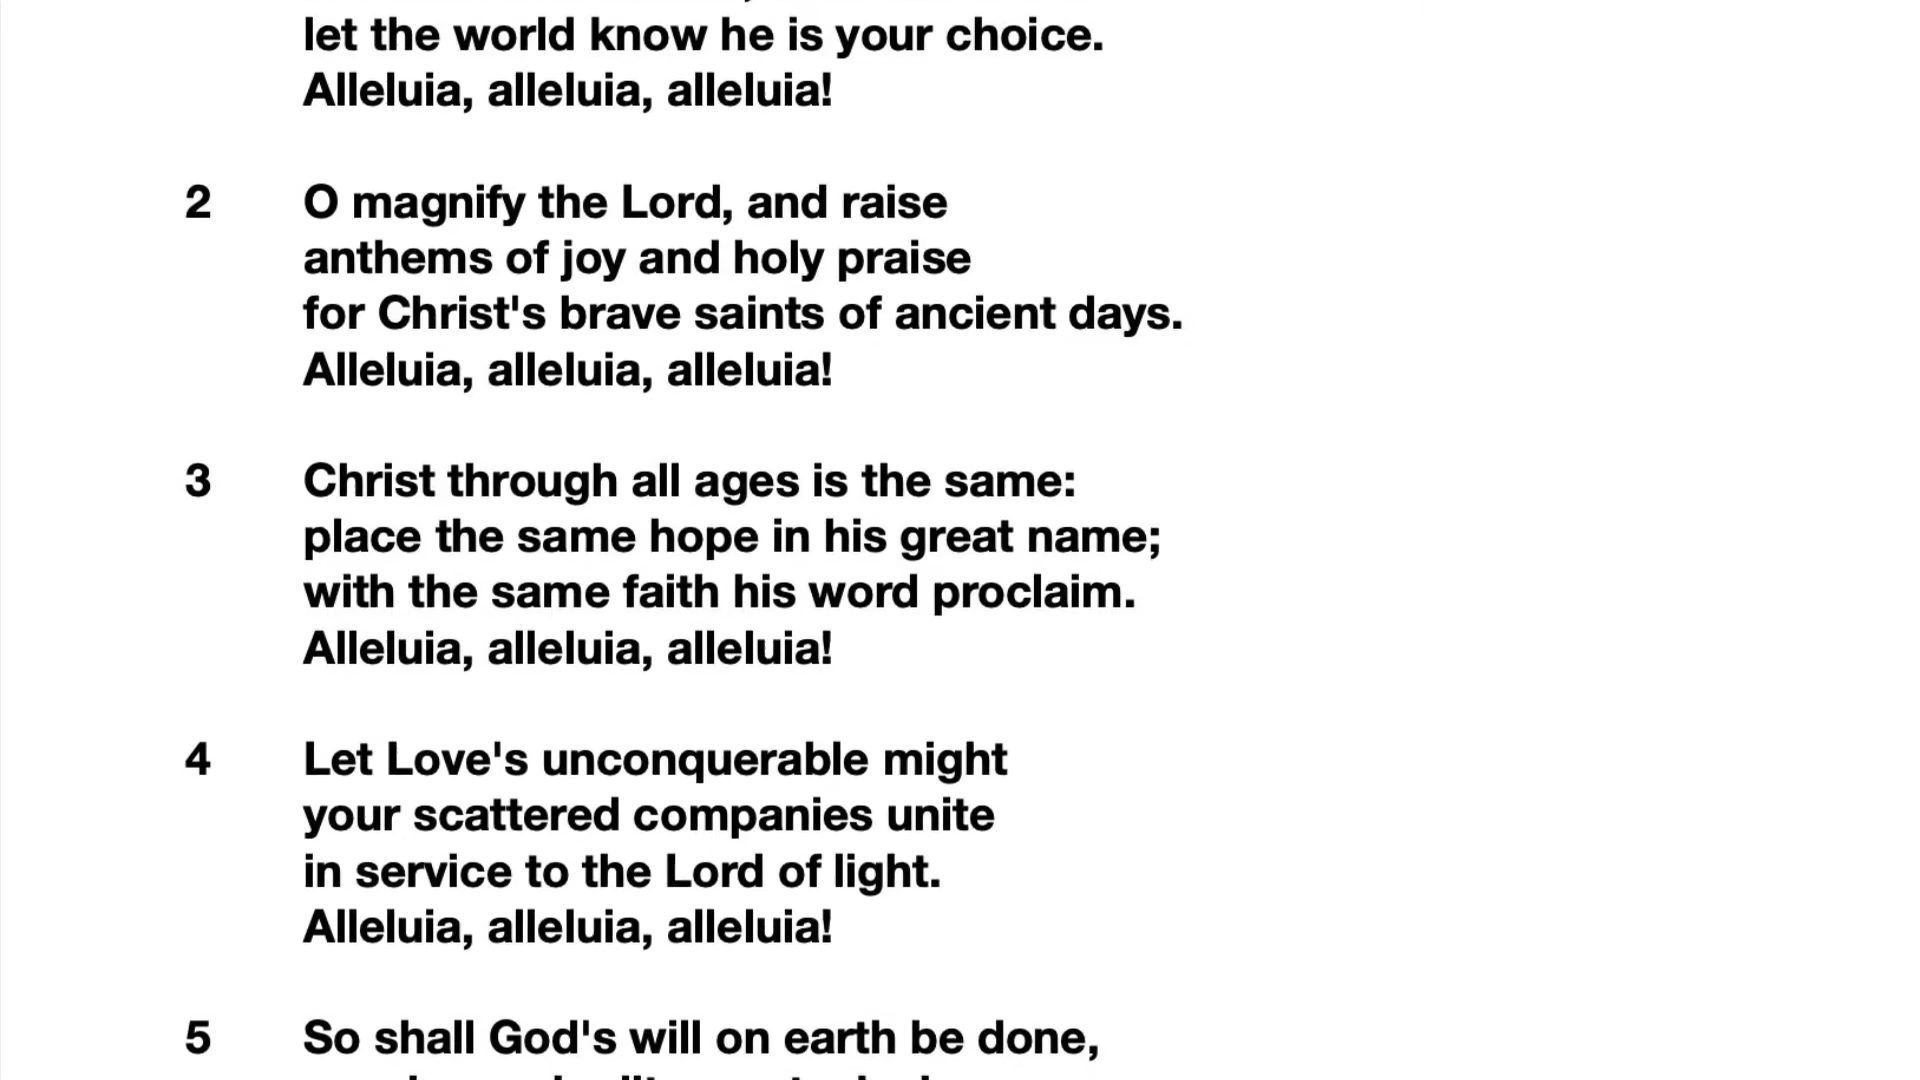 let the world know he is your choice.
Alleluia, alleluia, alleluia!
2 O magnify the Lord, and raise
anthems of joy and holy praise
for Christ's brave saints of ancient days.
Alleluia, alleluia, alleluia!
3 Christ through all ages is the same:
place the same hope in his great name;
with the same faith his word proclaim.
Alleluia, alleluia, alleluia!
4 Let Love's unconquerable might
your scattered companies unite
in service to the Lord of light.
Alleluia, alleluia, alleluia!
5 So shall God's will on earth be done,